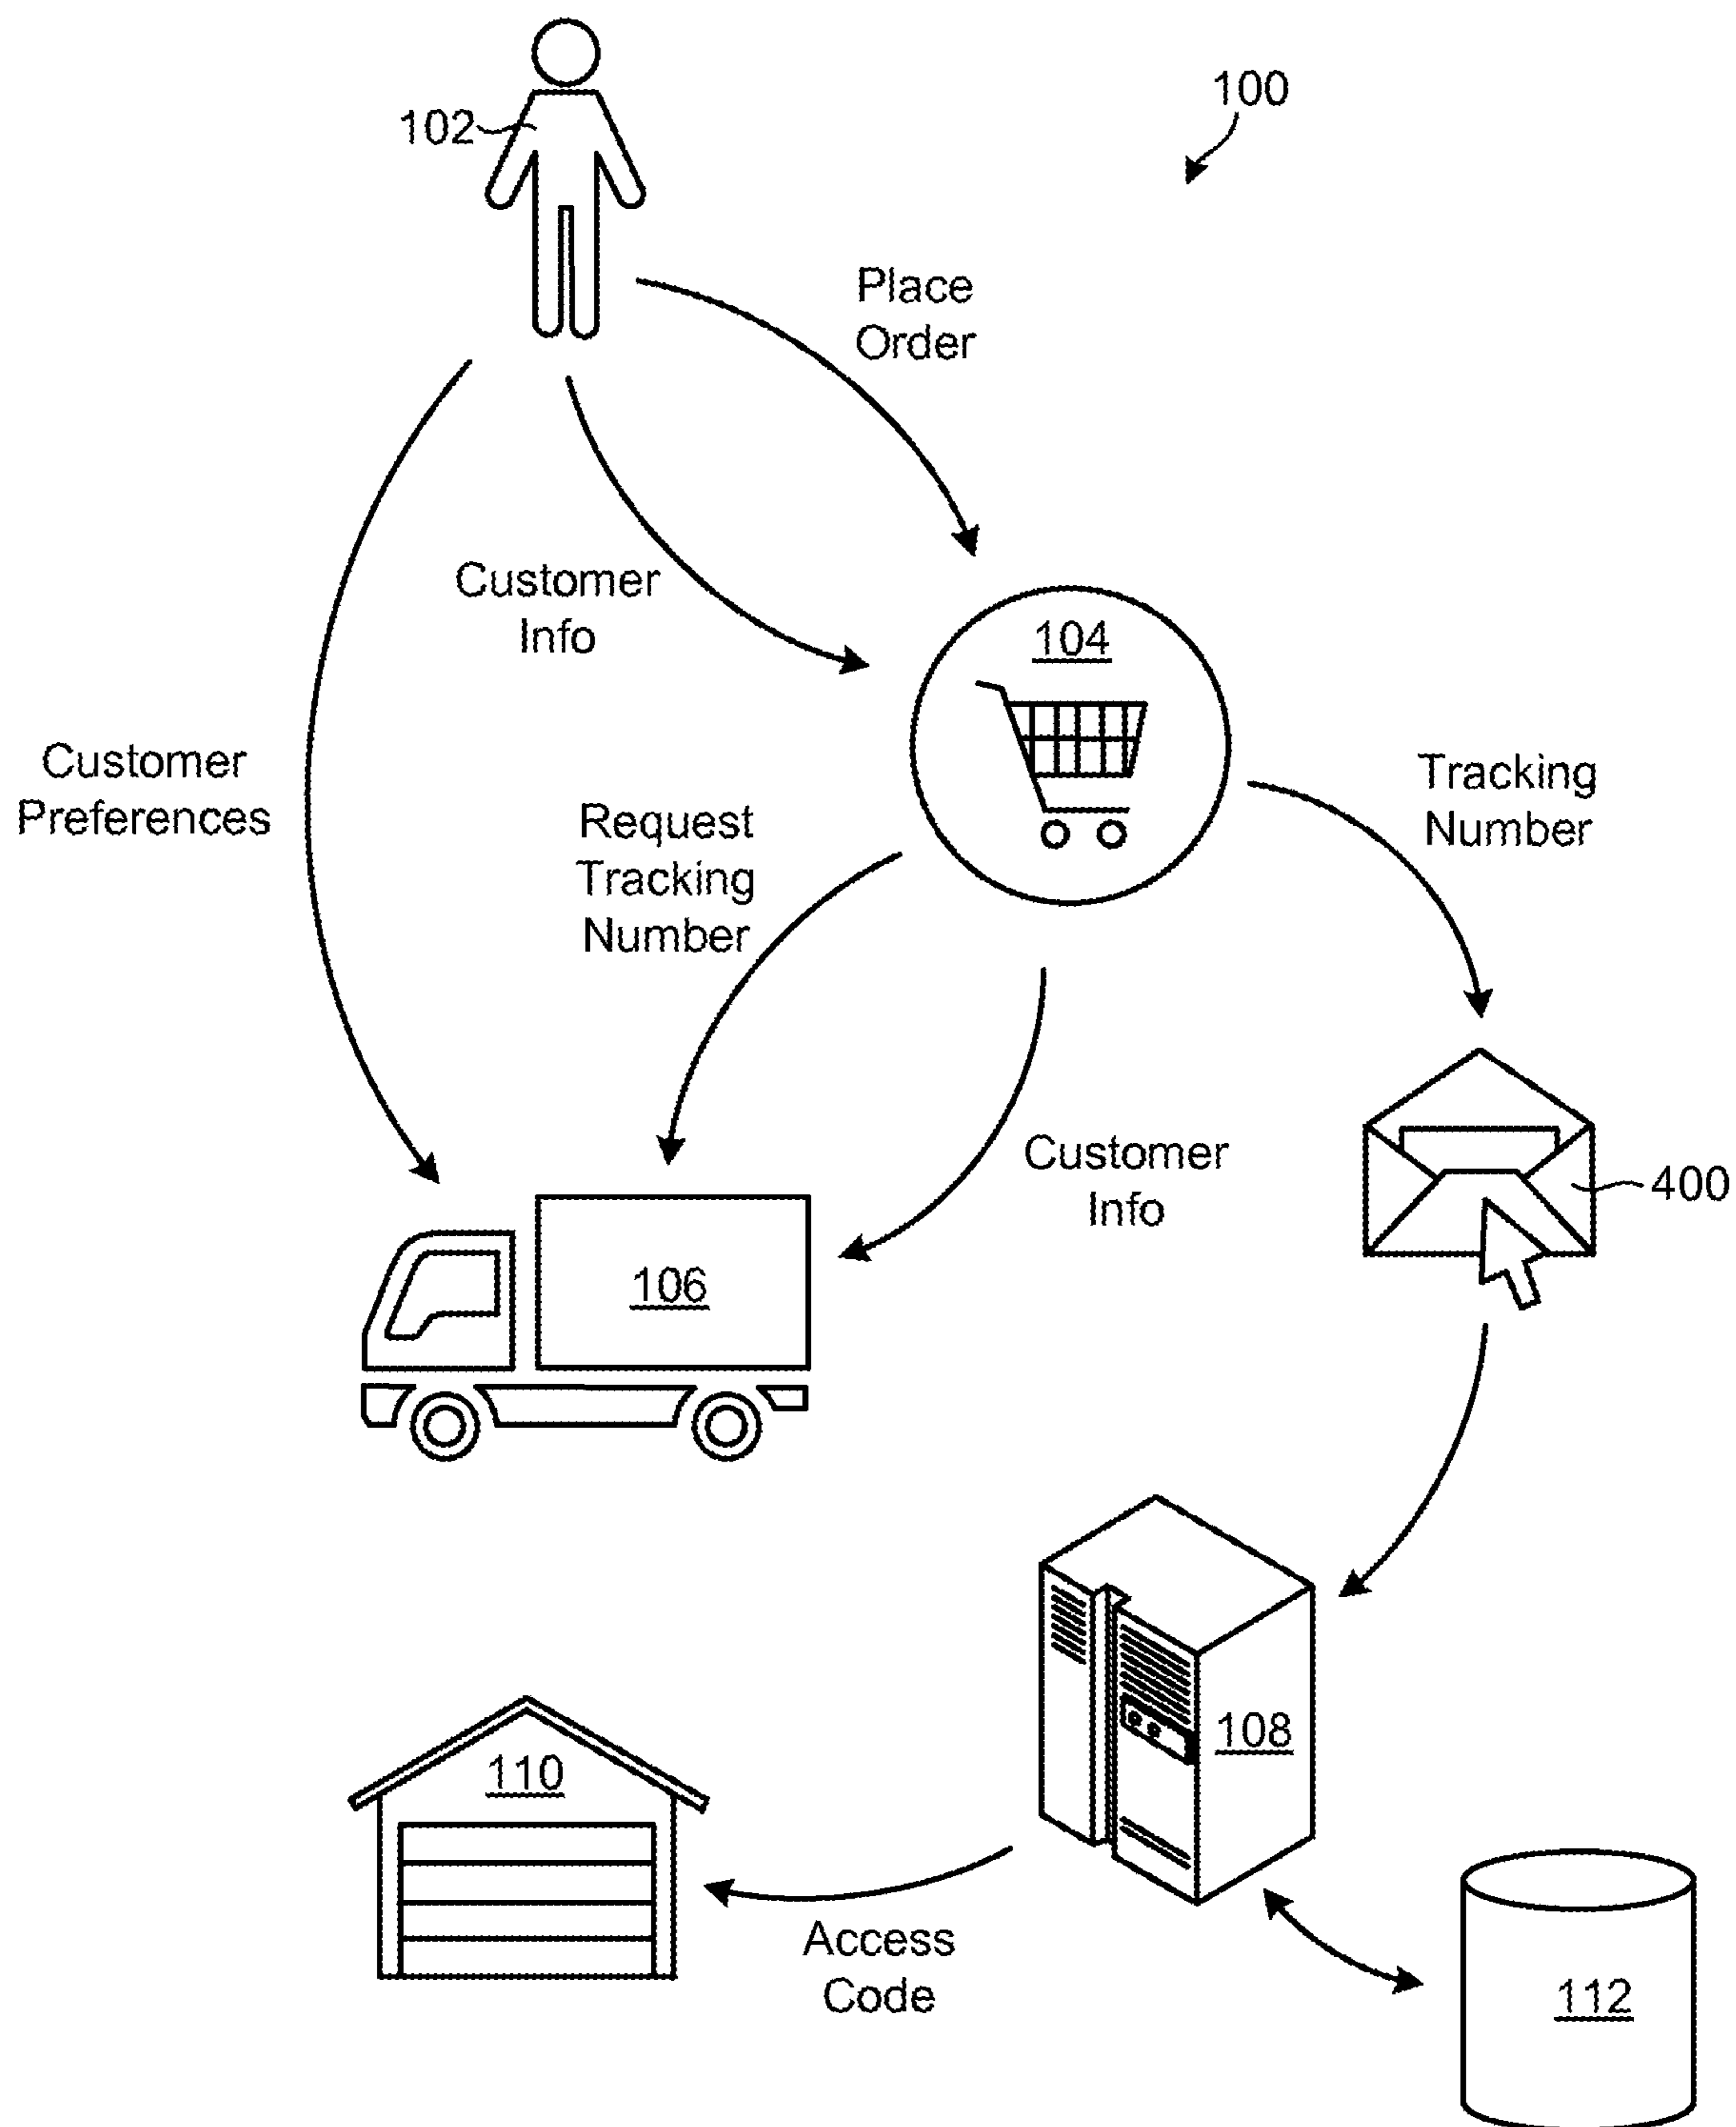 100
102
Place
Order
Customer
Info
104
Customer
Preferences
Request
Tracking
Number
Tracking
Number
Customer
Info
400
106
108
110
Access
Code
112